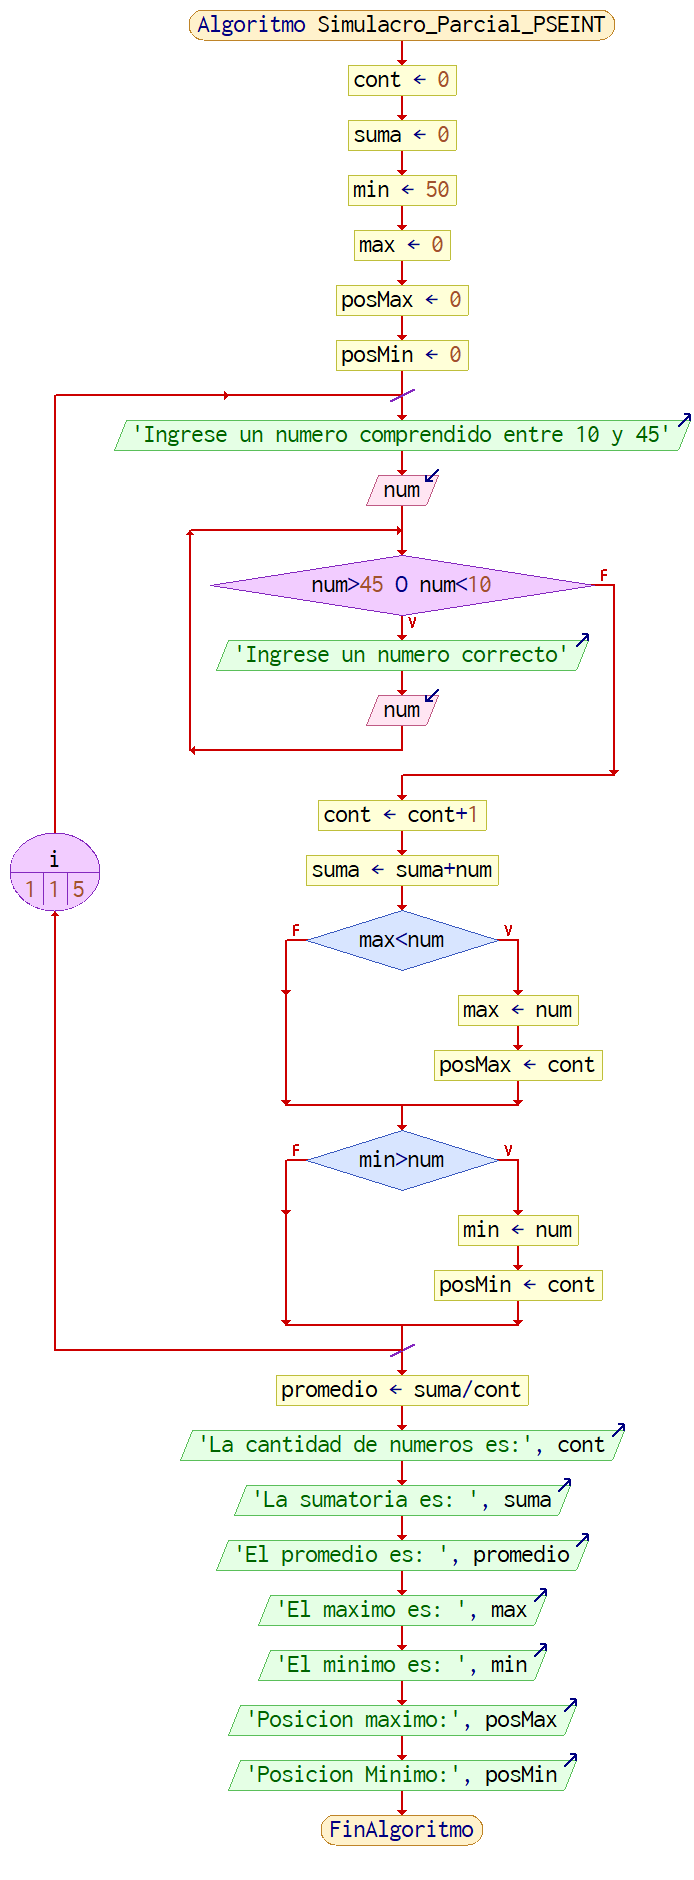 Algoritmo Simulacro_Parcial_PSEINT
cont ← 0
suma ← 0
min ← 50
max ← 0
posMax ← 0
posMin ← 0
'Ingrese un numero comprendido entre 10 y 45'
num
num>45 O num<10
F
V
'Ingrese un numero correcto'
num
cont ← cont+1
i
1 1 5
suma ← suma+num
F
max<num
V
max ← num
posMax ← cont
F
min>num
V
min ← num
posMin ← cont
promedio ← suma/cont
'La cantidad de numeros es:', cont
'La sumatoria es: ', suma
'El promedio es: ', promedio
'El maximo es: ', max
'El minimo es: ', min
'Posicion maximo:', posMax
'Posicion Minimo:', posMin
FinAlgoritmo